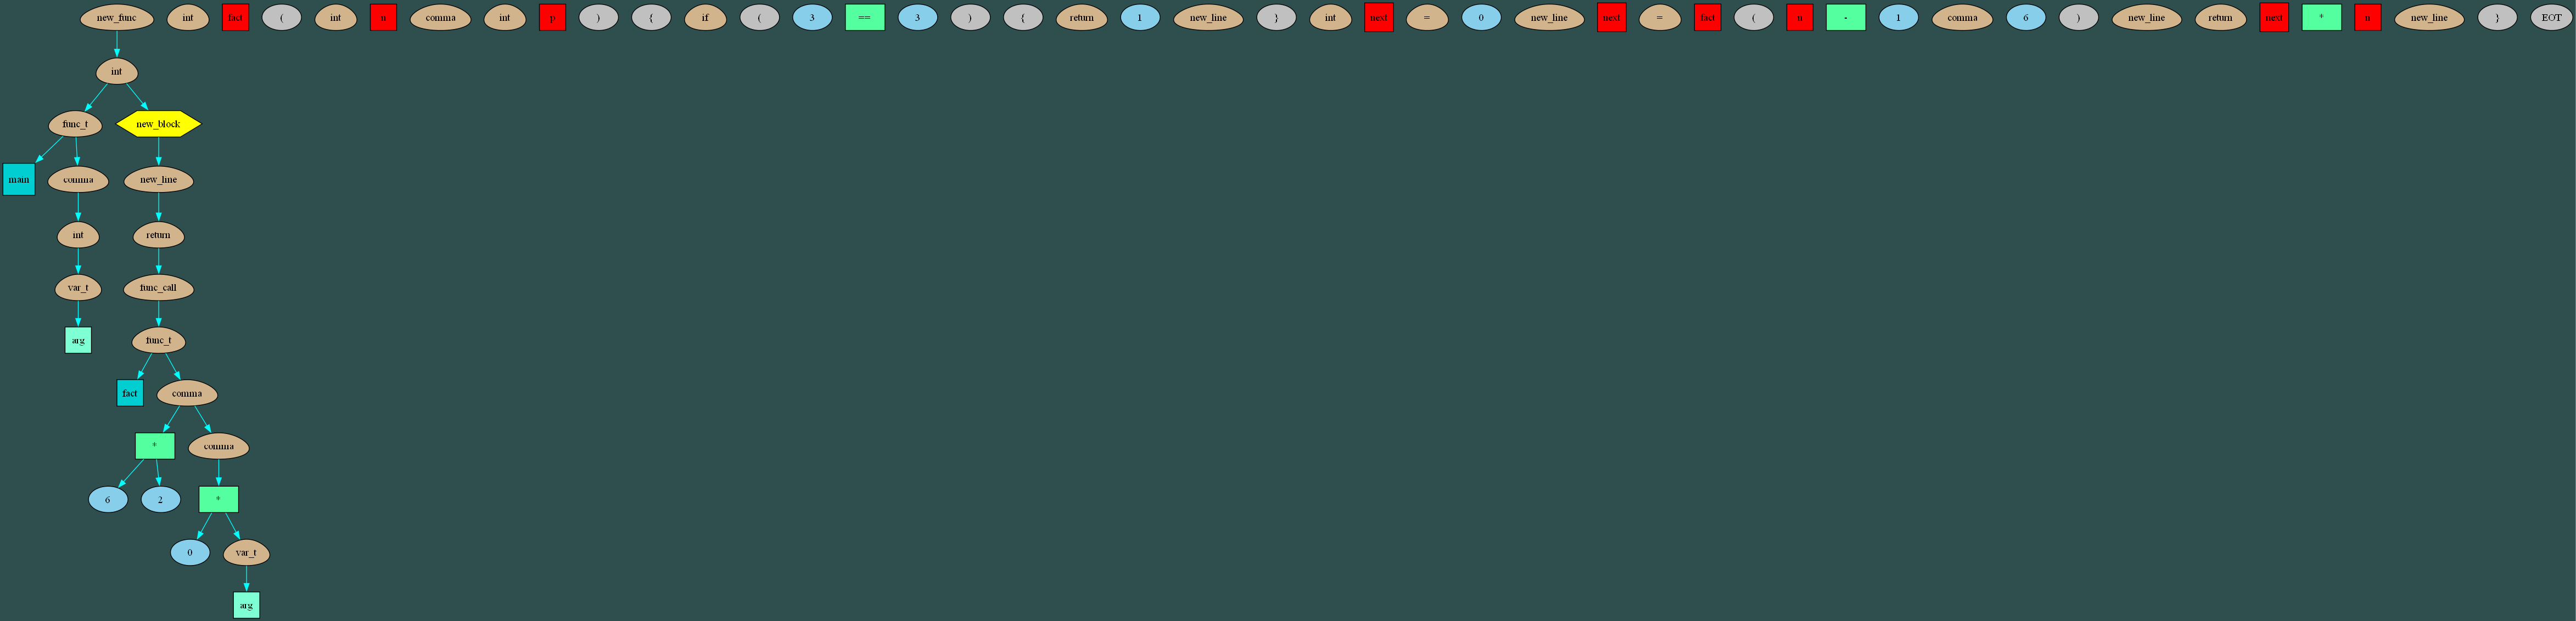 new_func int fact ( int n comma int p ) { if ( 3 == 3 ) { return 1 new_line } int next = 0 new_line next = fact ( n - 1 comma 6 ) new_line return next * n new_line } EOT
int
func_t new_block
main comma new_line
int return
var_t func_call
arg func_t
fact comma
* comma
6 2 *
0 var_t
arg